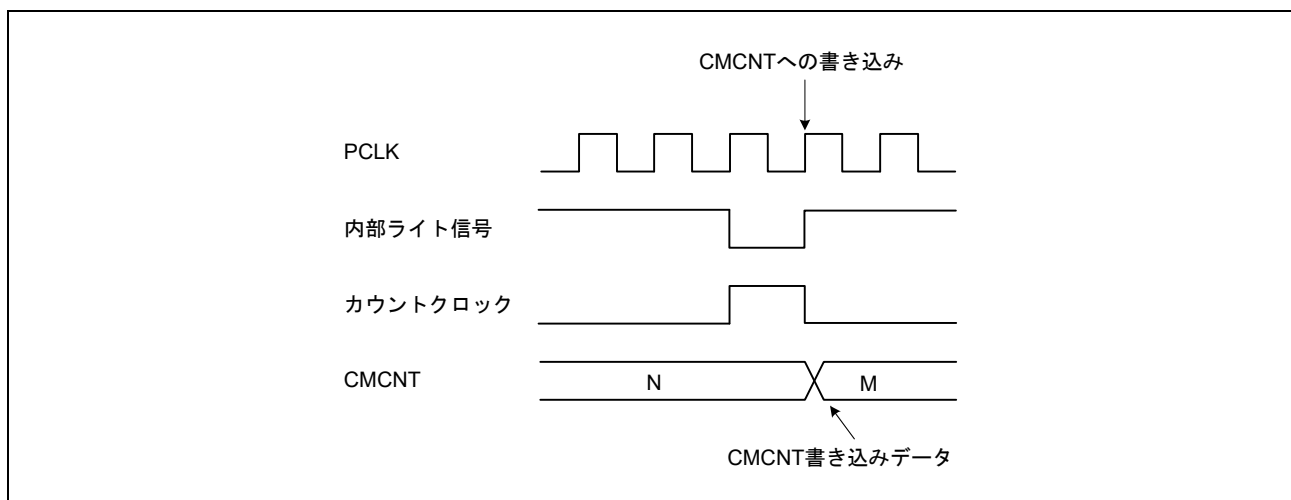 CMCNTへの書き込み
PCLK
内部ライト信号
カウントクロック
CMCNT
N
M
CMCNT書き込みデータ